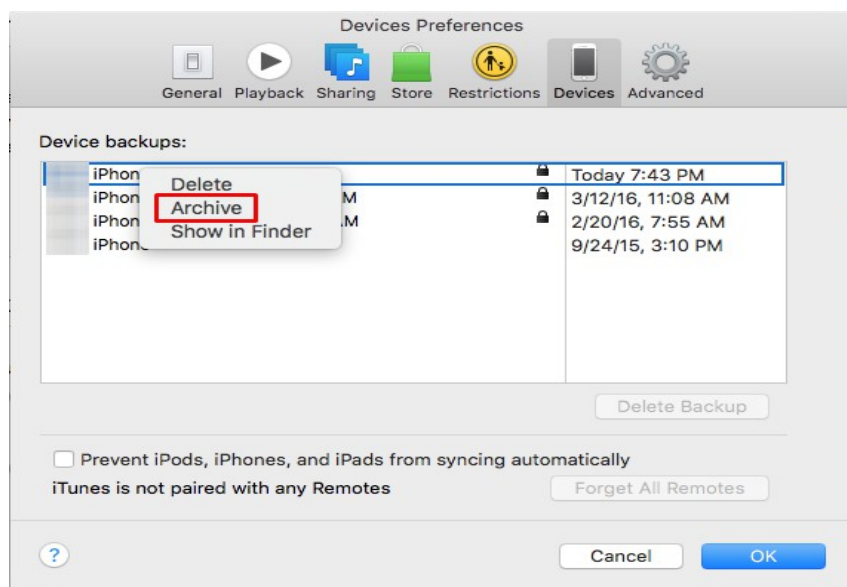 Devices Preferences
General Playback Sharing Store Restrictions Devices Advanced
Device backups:
iPhon Today 7:43 PM
iPhon M 3/12/16, 11:08 AM
iPhon .M 2/20/16, 7:55 AM
iPhone 9/24/15, 3:10 PM
Delete
Archive
Show in Finder
Delete Backup
Prevent iPods, iPhones, and iPads from syncing automatically
iTunes is not paired with any Remotes
Forget All Remotes
?
Cancel
OK